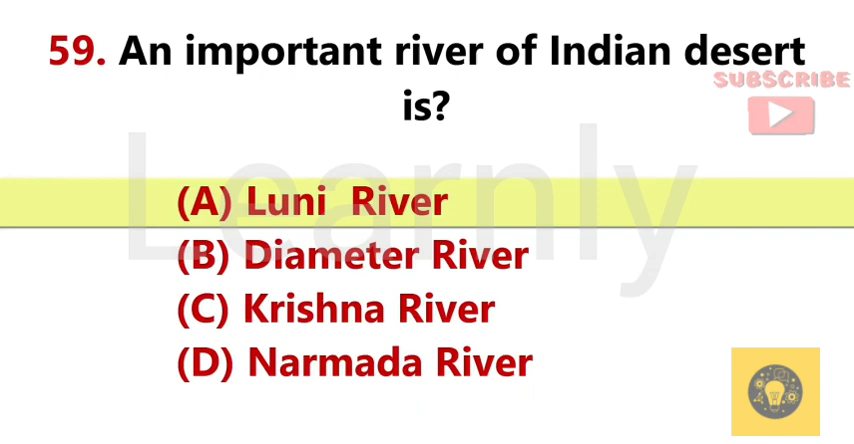 59. An important river of Indian desert
is?
SUBSCRIBE
Learnly
(A) Luni River
(B) Diameter River
(C) Krishna River
(D) Narmada River